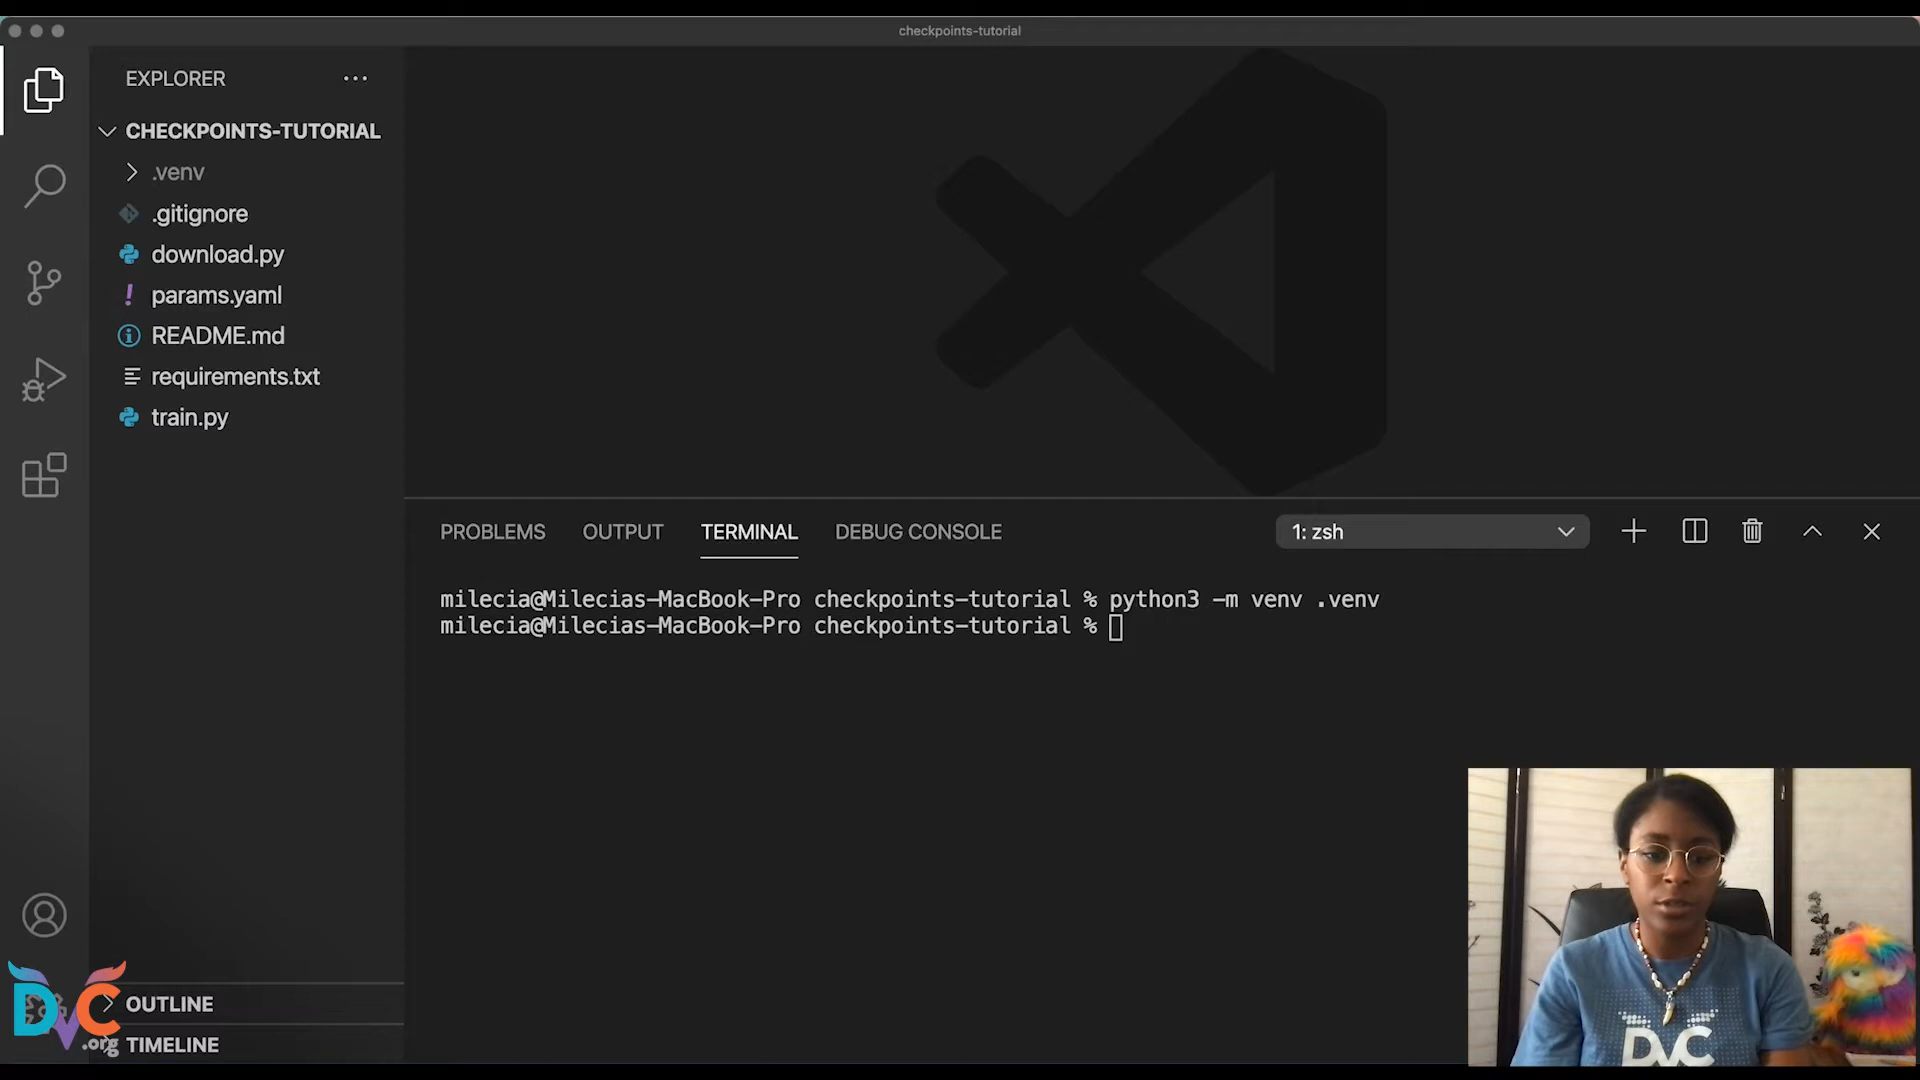 checkpoints-tutorial
EXPLORER
CHECKPOINTS-TUTORIAL
.venv
.gitignore
download.py
params.yaml
README.md
requirements.txt
train.py
PROBLEMS OUTPUT TERMINAL DEBUG CONSOLE 1: zsh
milecia@Milecias-MacBook-Pro checkpoints-tutorial % python3 -m venv .venv
milecia@Milecias-MacBook-Pro checkpoints-tutorial %
OUTLINE
TIMELINE
DVC
.org
DVC